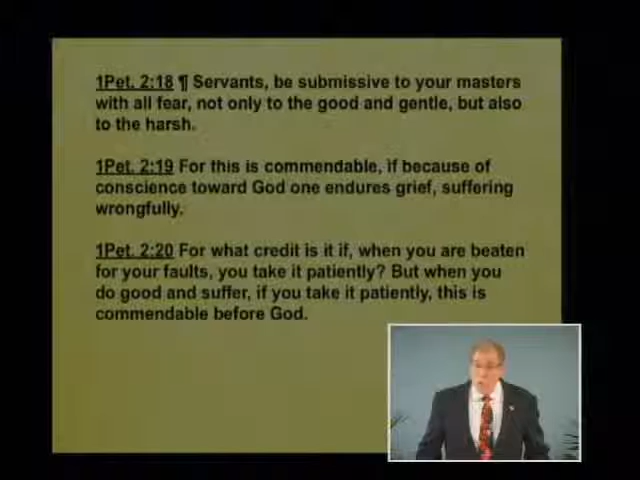 1Pet. 2:18 ¶ Servants, be submissive to your masters
with all fear, not only to the good and gentle, but also
to the harsh.
1Pet. 2:19 For this is commendable, if because of
conscience toward God one endures grief, suffering
wrongfully.
1Pet. 2:20 For what credit is it if, when you are beaten
for your faults, you take it patiently? But when you
do good and suffer, if you take it patiently, this is
commendable before God.